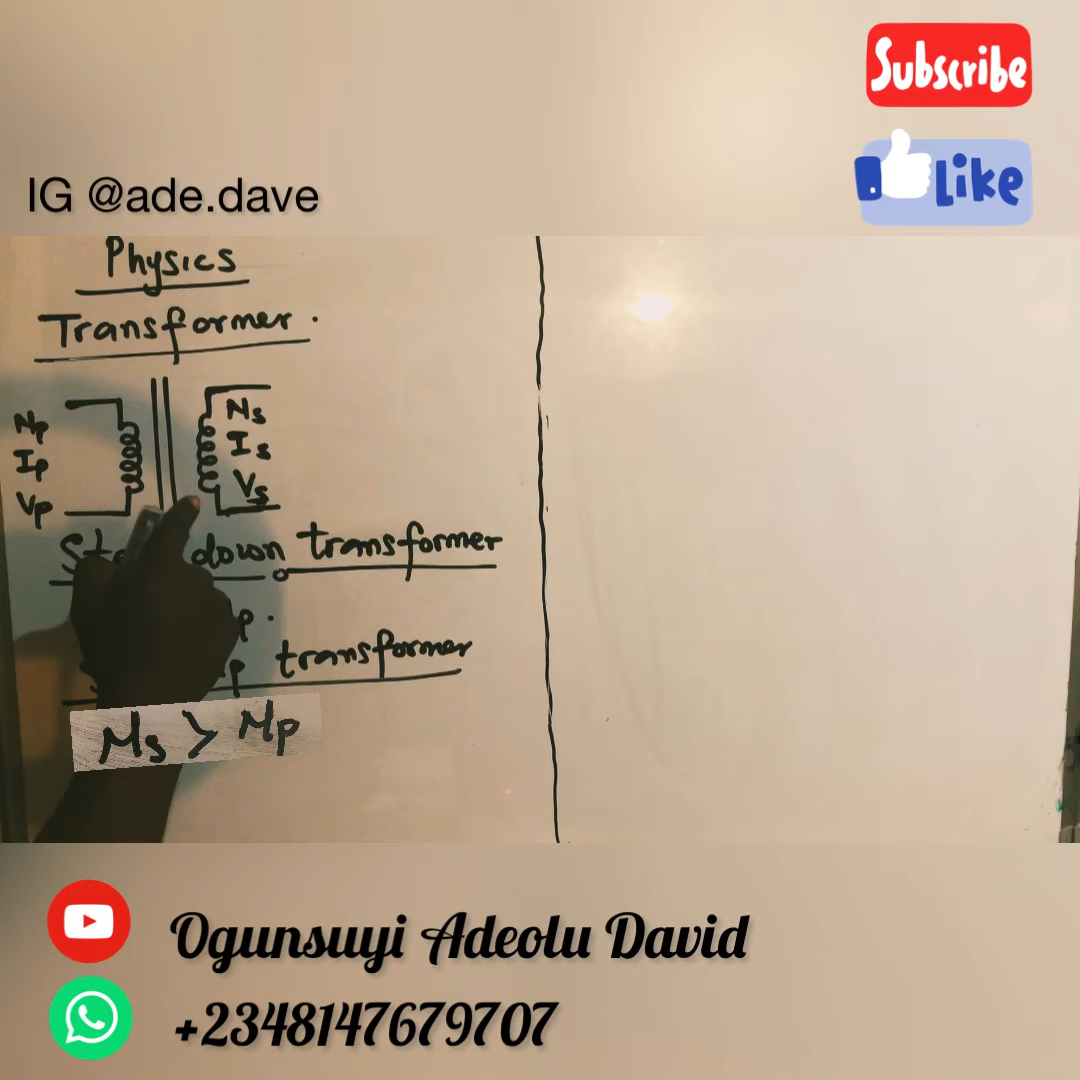 Subscribe
Like
IG @ade.dave
Physics
Transformer.
Np
Ip
Vp
Ns
Is
Vs
down transformer
p.
p transformer
Ns > Np
Ogunsuyi Adeolu David
+2348147679707